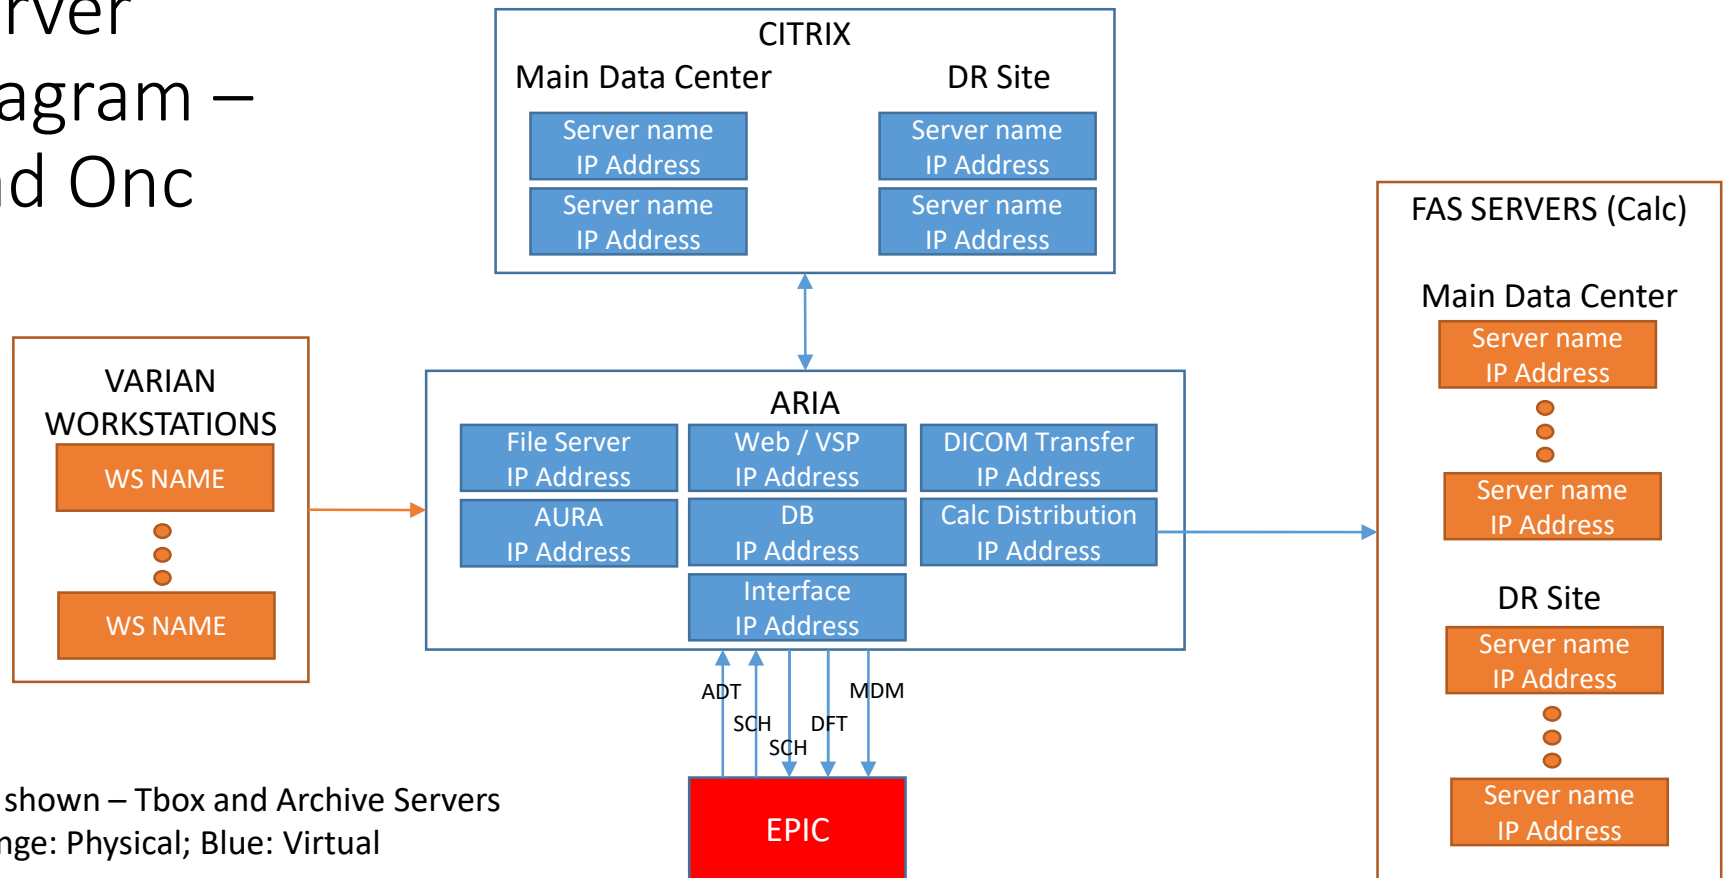 rver
agram –
d Onc
CITRIX
Main Data Center
DR Site
Server name
IP Address
Server name
IP Address
Server name
IP Address
Server name
IP Address
VARIAN
WORKSTATIONS
WS NAME
WS NAME
ARIA
File Server
IP Address
Web / VSP
IP Address
DICOM Transfer
IP Address
AURA
IP Address
DB
IP Address
Calc Distribution
IP Address
Interface
IP Address
ADT
SCH
SCH
DFT
MDM
EPIC
FAS SERVERS (Calc)
Main Data Center
Server name
IP Address
Server name
IP Address
DR Site
Server name
IP Address
Server name
IP Address
shown – Tbox and Archive Servers
nge: Physical; Blue: Virtual